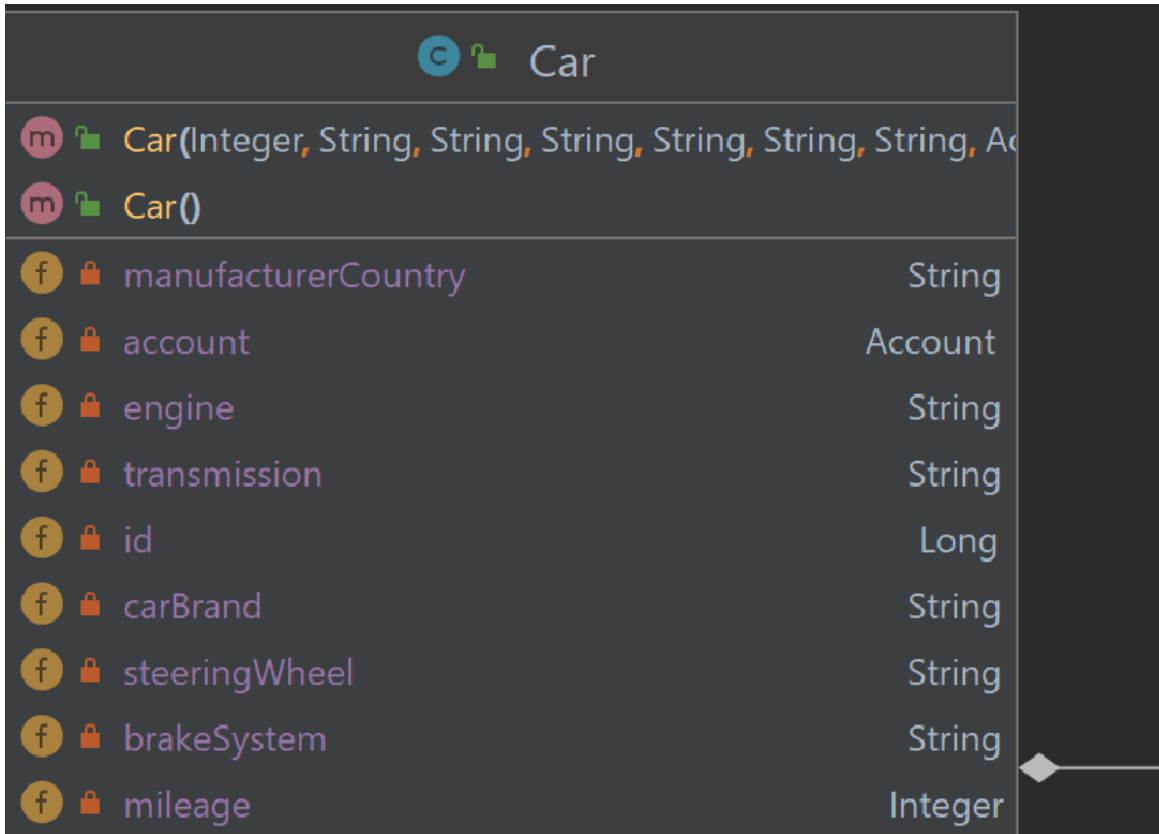 C Car
m Car(Integer, String, String, String, String, String, String,
m Car()
f manufacturerCountry String
f account Account
f engine String
f transmission String
f id Long
f carBrand String
f steeringWheel String
f brakeSystem String
f mileage Integer